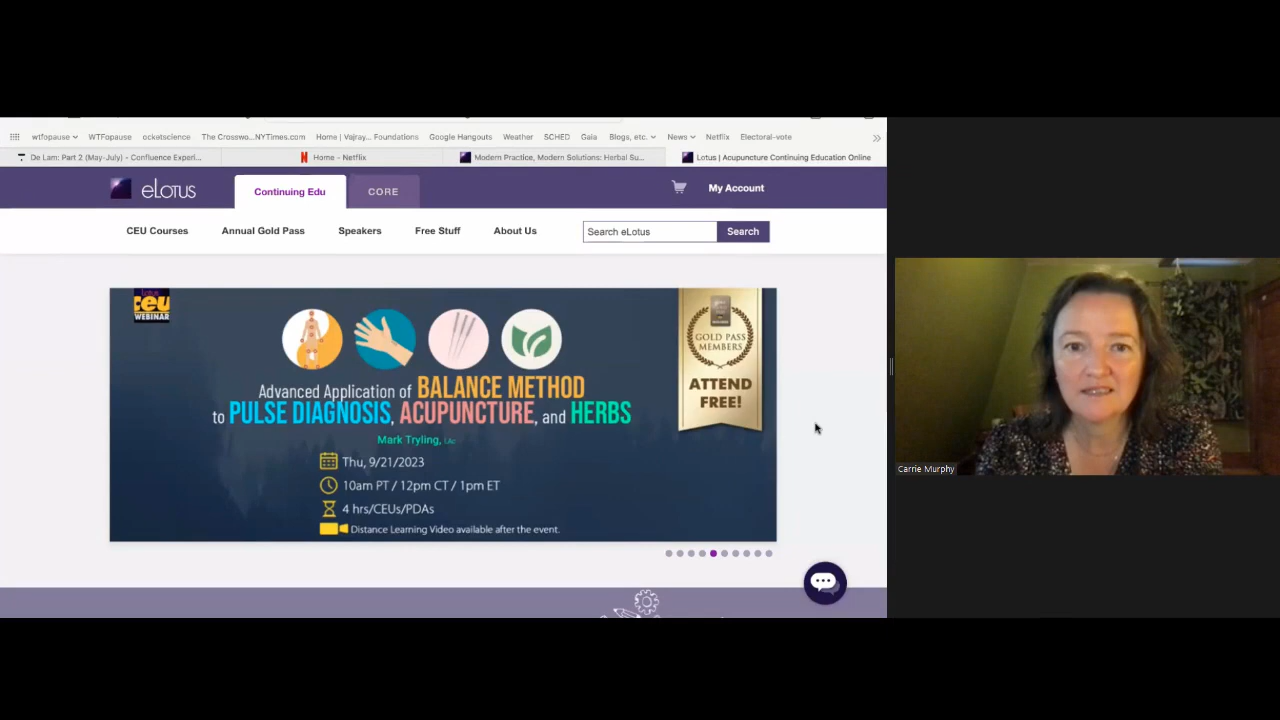 wtfopause
WTFopause
ocketscience
The Crosswo...NYTimes.com
Home | Vajray... Foundations
Google Hangouts
Weather
SCHED
Gaia
Blogs, etc.
News
Netflix
Electoral-vote
De Lam: Part 2 (May-July) - Confluence Experi...
Home - Netflix
Modern Practice, Modern Solutions: Herbal Su...
Lotus | Acupuncture Continuing Education Online
eLotus
Continuing Edu
CORE
My Account
CEU Courses
Annual Gold Pass
Speakers
Free Stuff
About Us
Search eLotus
Search
ceu
WEBINAR
GOLD PASS
MEMBERS
ATTEND
FREE!
Advanced Application of BALANCE METHOD
to PULSE DIAGNOSIS, ACUPUNCTURE, and HERBS
Mark Tryling, LAc
Thu, 9/21/2023
10am PT / 12pm CT / 1pm ET
4 hrs/CEUs/PDAs
Distance Learning Video available after the event.
Carrie Murphy